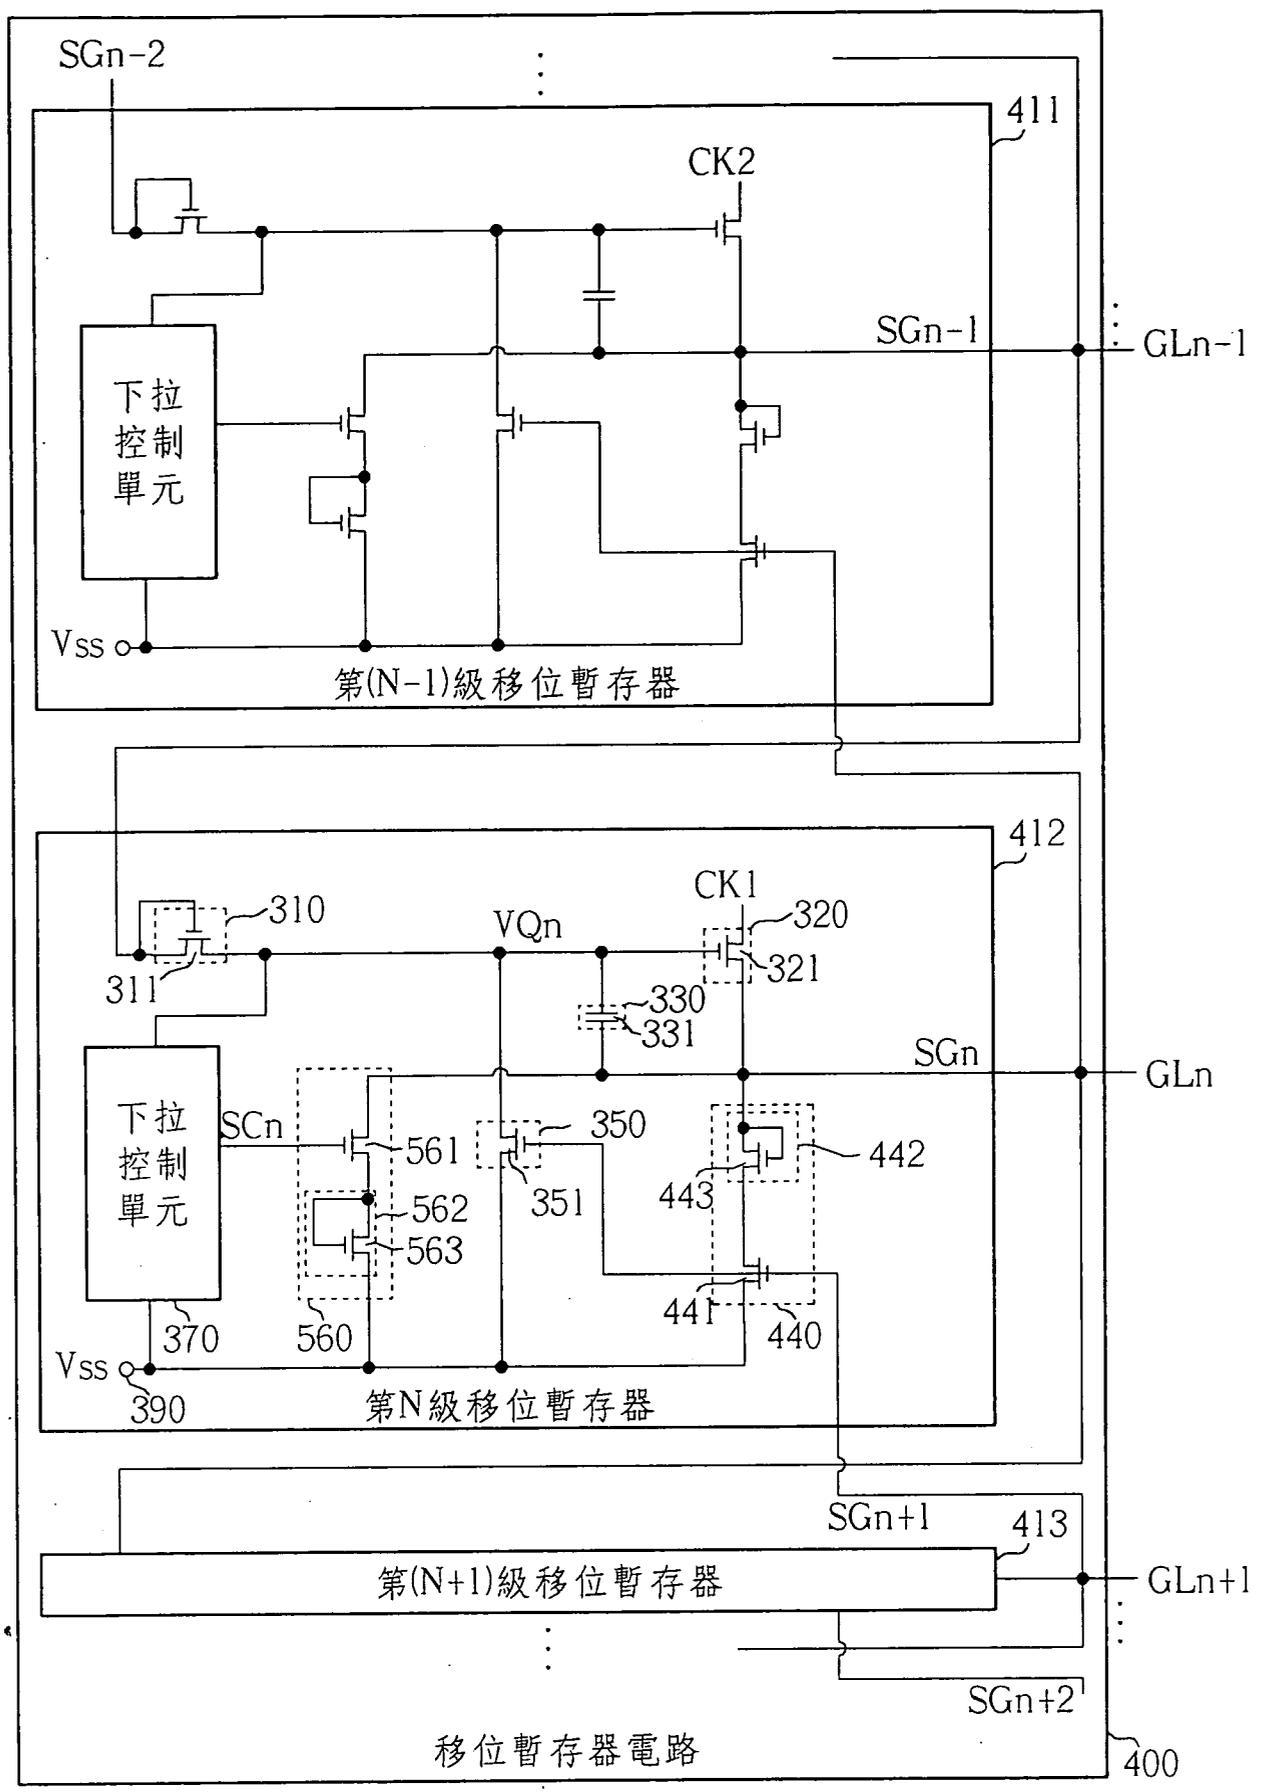 SGn-2
411
CK2
SGn-1
GLn-1
下拉
控制
單元
Vss
第(N-1)級移位暫存器
412
310
CK1
320
VQn
321
311
330
331
SGn
GLn
下拉
控制
單元
SCn
561
350
351
442
443
562
563
441
440
370
560
Vss
390
第N級移位暫存器
SGn+1
413
第(N+1)級移位暫存器
GLn+1
SGn+2
移位暫存器電路
400